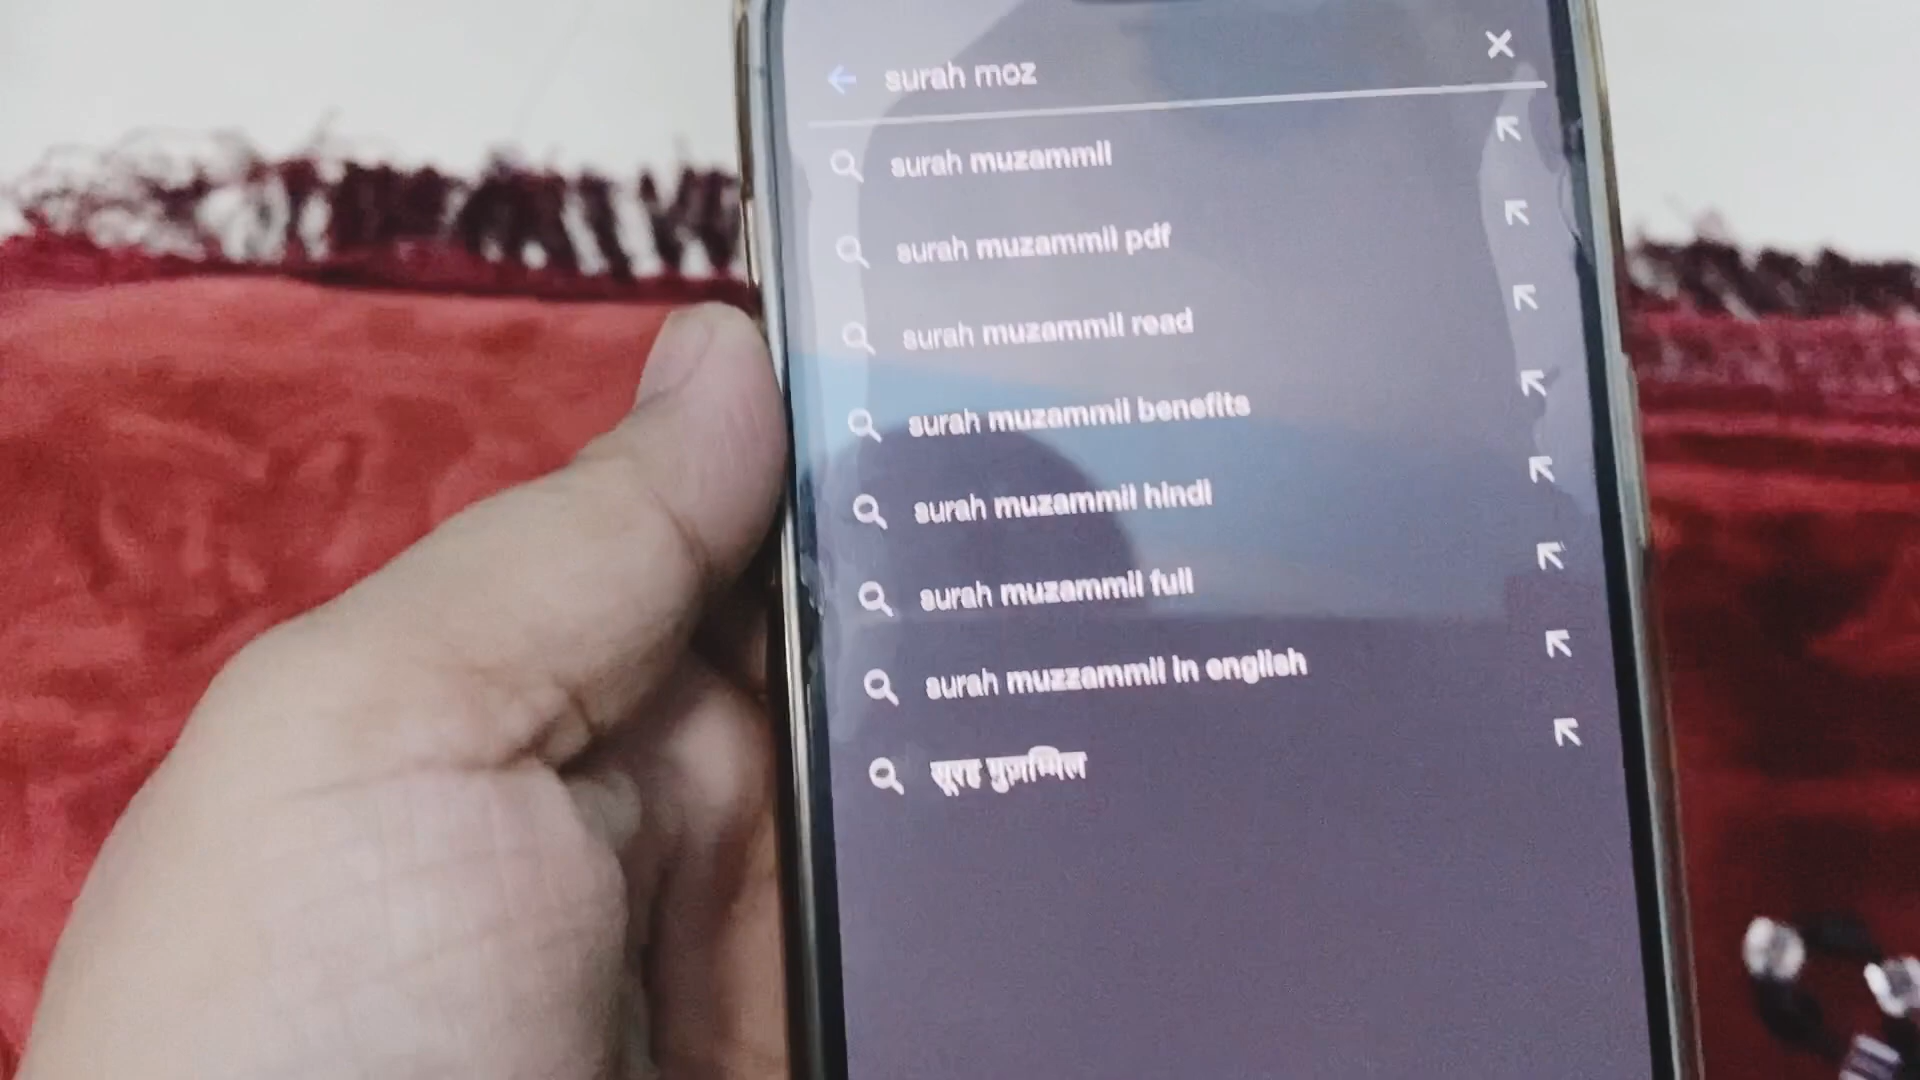 surah moz
surah muzammil
surah muzammil pdf
surah muzammil read
surah muzammil benefits
surah muzammil hindi
surah muzammil full
surah muzzammil in english
सूरह मुज़म्मिल